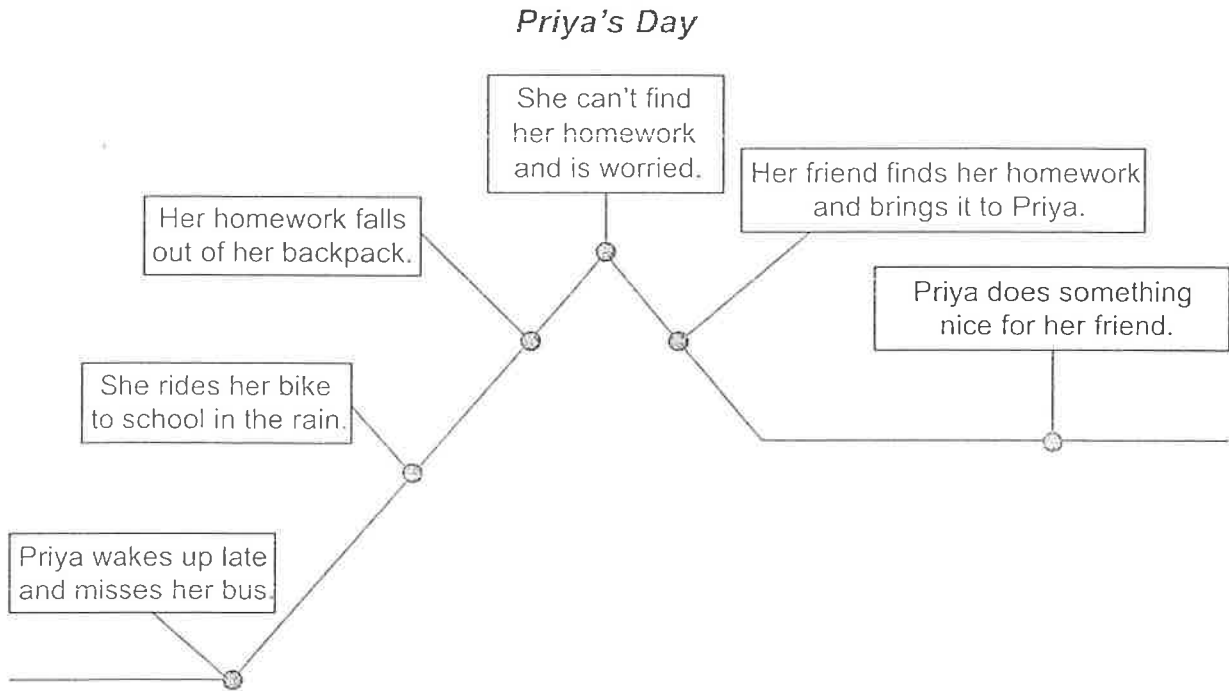 Priya's Day
She can't find
her homework
and is worried.
Her friend finds her homework
and brings it to Priya.
Her homework falls
out of her backpack.
Priya does something
nice for her friend.
She rides her bike
to school in the rain.
Priya wakes up late
and misses her bus.